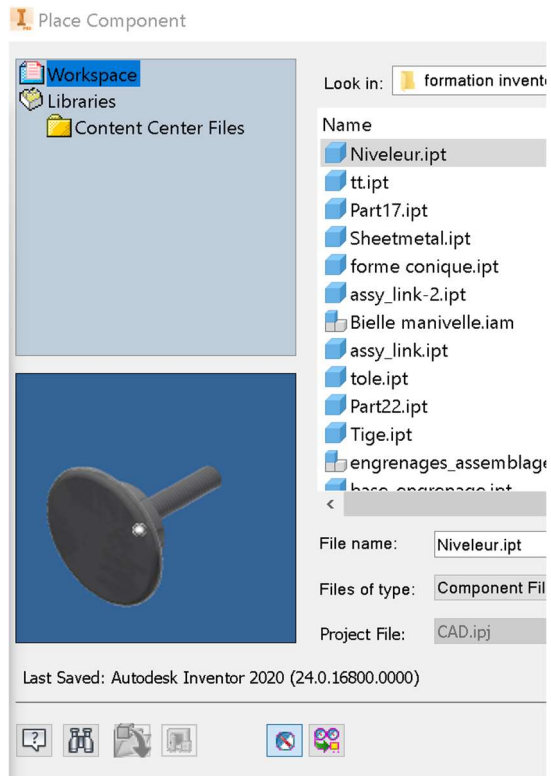 Place Component
Workspace
Libraries
Content Center Files
Look in: formation invento
Name
Niveleur.ipt
tt.ipt
Part17.ipt
Sheetmetal.ipt
forme conique.ipt
assy_link-2.ipt
Bielle manivelle.iam
assy_link.ipt
tole.ipt
Part22.ipt
Tige.ipt
engrenages_assemblage
base_engrenage.ipt
File name: Niveleur.ipt
Files of type: Component Fil
Project File: CAD.ipj
Last Saved: Autodesk Inventor 2020 (24.0.16800.0000)